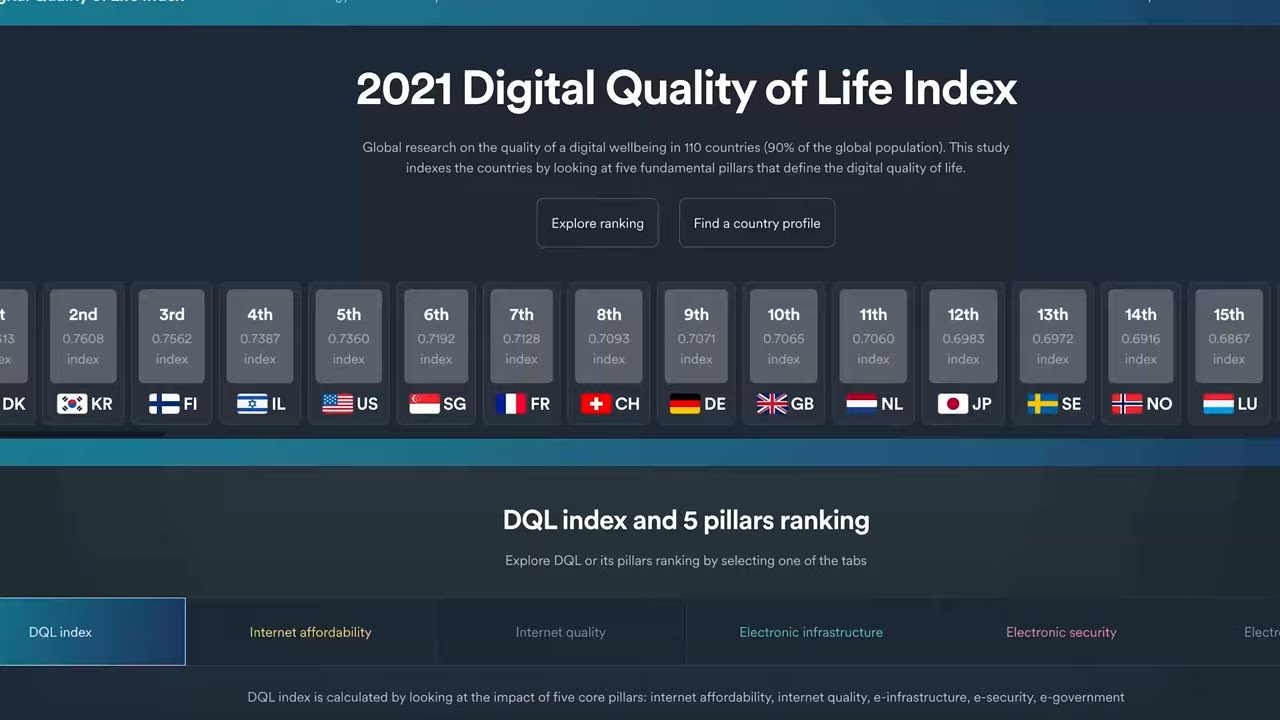 2021 Digital Quality of Life Index
Global research on the quality of a digital wellbeing in 110 countries (90% of the global population). This study
indexes the countries by looking at five fundamental pillars that define the digital quality of life.
Explore ranking Find a country profile
2nd 3rd 4th 5th 6th 7th 8th 9th 10th 11th 12th 13th 14th 15th
0.7608 0.7562 0.7387 0.7360 0.7192 0.7128 0.7093 0.7071 0.7065 0.7060 0.6983 0.6972 0.6916 0.6867
index index index index index index index index index index index index index index
DK KR FI IL US SG FR CH DE GB NL JP SE NO LU
DQL index and 5 pillars ranking
Explore DQL or its pillars ranking by selecting one of the tabs
DQL index Internet affordability Internet quality Electronic infrastructure Electronic security
DQL index is calculated by looking at the impact of five core pillars: internet affordability, internet quality, e-infrastructure, e-security, e-government